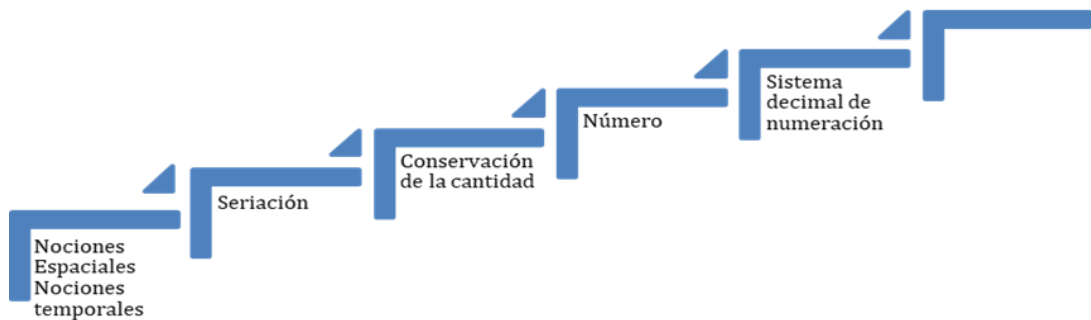 Nociones
Espaciales
Nociones
temporales
Seriación
Conservación
de la cantidad
Número
Sistema
decimal de
numeración